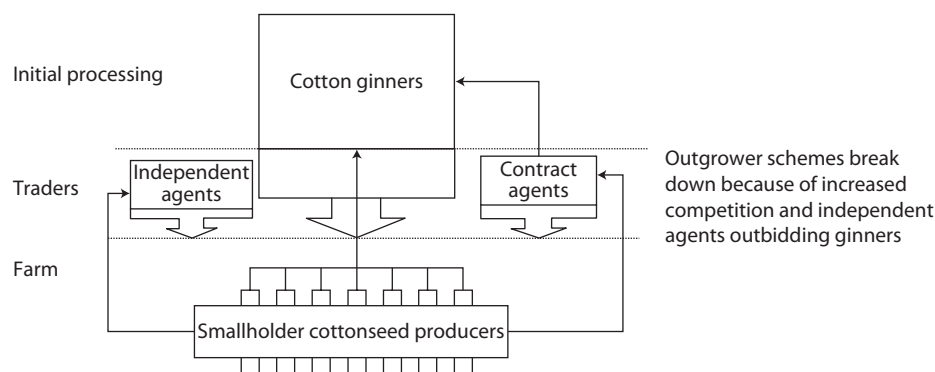 Initial processing
Cotton ginners
Traders
Independent
agents
Contract
agents
Outgrower schemes break
down because of increased
competition and independent
agents outbidding ginners
Farm
Smallholder cottonseed producers